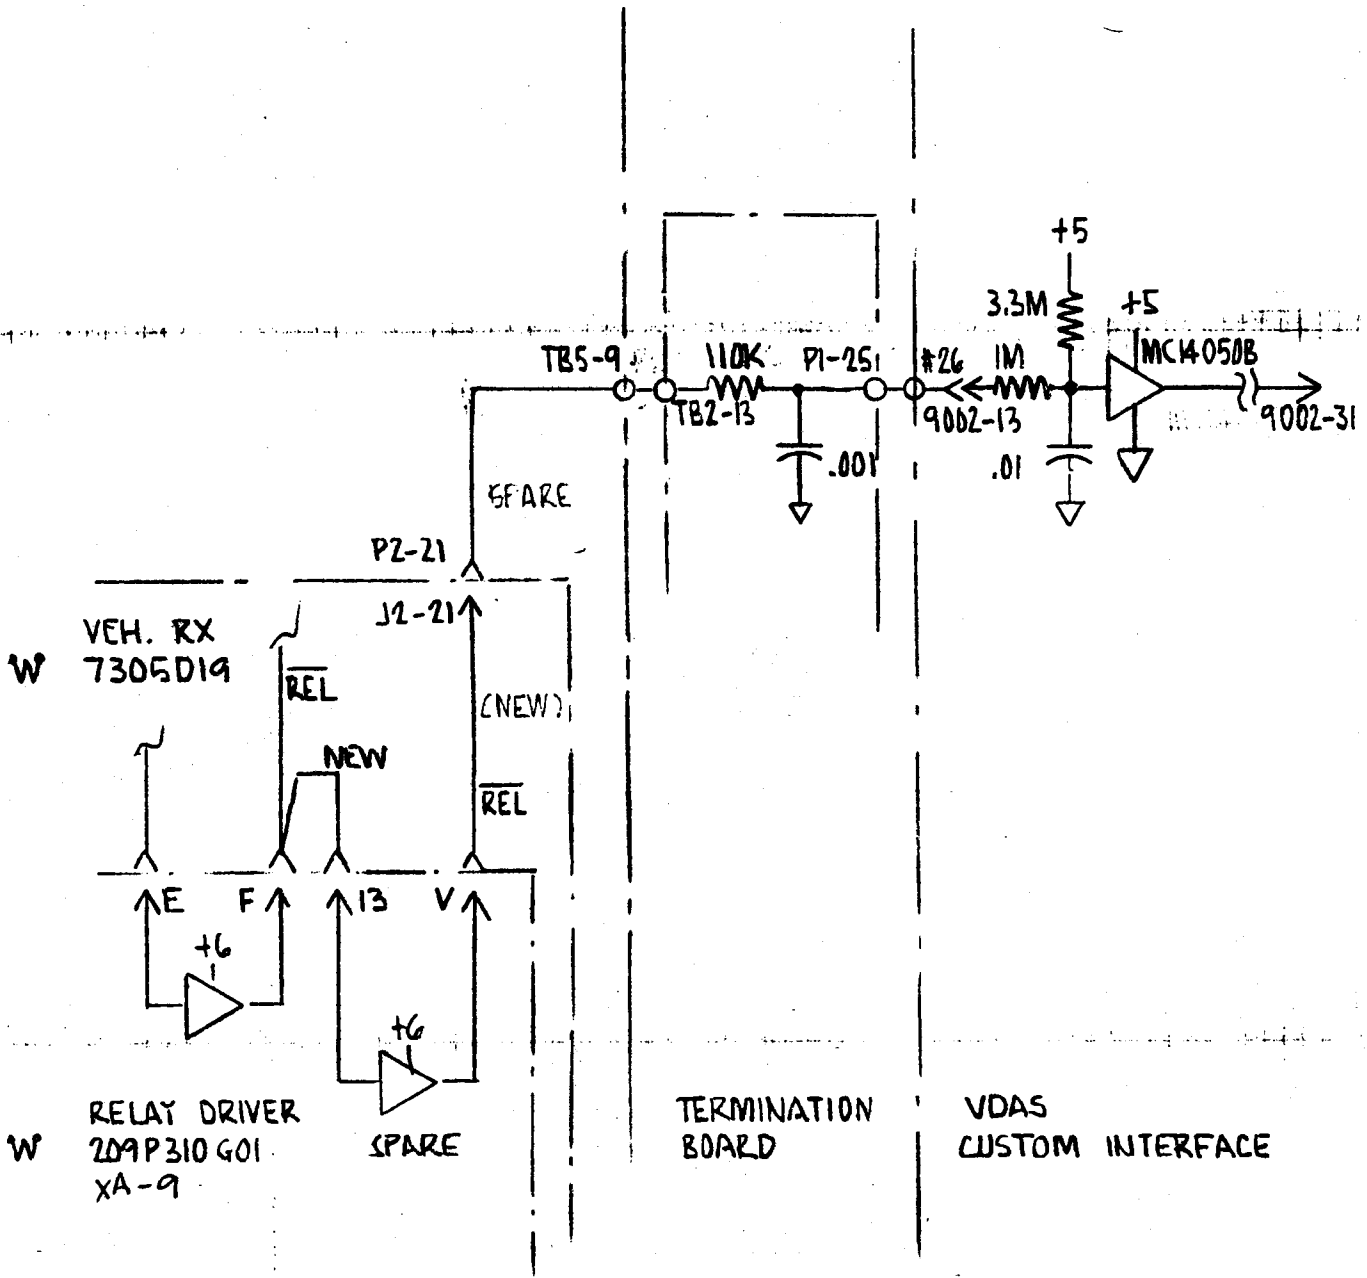 +5
3.3M
+5
TB5-9
110K
P1-25
#26
1M
MC14050B
TB2-13
9002-13
9002-31
.001
.01
SPARE
P2-21
J2-21
VEH. RX
W 7305D19
REL
(NEW)
NEW
REL
E
F
13
V
+6
+6
RELAY DRIVER
W 209P310G01
XA-9
SPARE
TERMINATION
BOARD
VDAS
CUSTOM INTERFACE